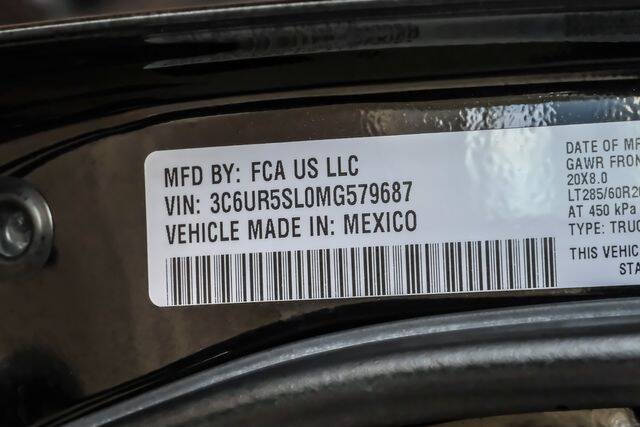 MFD BY: FCA US LLC
VIN: 3C6UR5SL0MG579687
VEHICLE MADE IN: MEXICO
DATE OF MF
GAWR FRON
20X8.0
LT285/60R20
AT 450 kPa
TYPE: TRUC
THIS VEHIC
STA